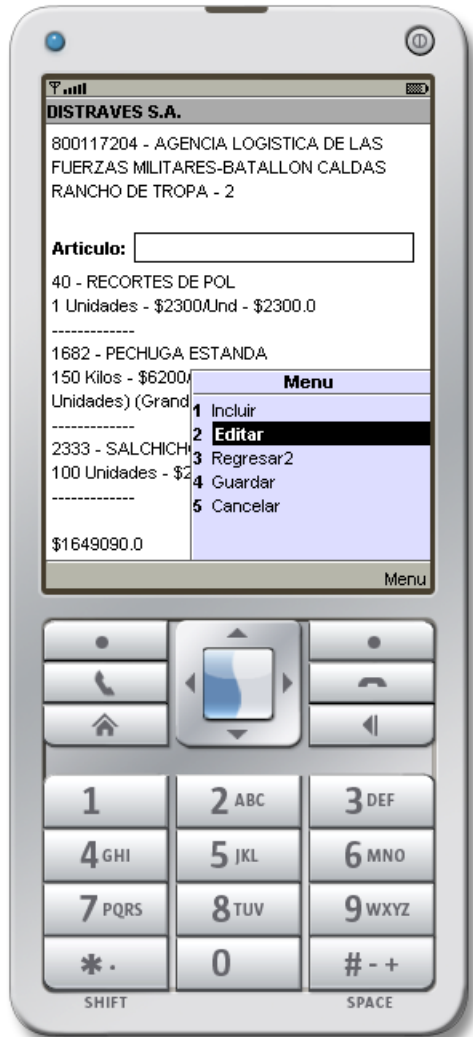 DISTRAVES S.A.
800117204 - AGENCIA LOGISTICA DE LAS
FUERZAS MILITARES-BATALLON CALDAS
RANCHO DE TROPA - 2
Articulo:
40 - RECORTES DE POL
1 Unidades - $2300/Und - $2300.0
-------------
1682 - PECHUGA ESTANDA
150 Kilos - $6200/
Unidades) (Grand
-------------
2333 - SALCHICH
100 Unidades - $2
-------------
$1649090.0
Menu
1 Incluir
2 Editar
3 Regresar2
4 Guardar
5 Cancelar
Menu
1
2 ABC
3 DEF
4 GHI
5 JKL
6 MNO
7 PQRS
8 TUV
9 WXYZ
* .
0
# - +
SHIFT
SPACE